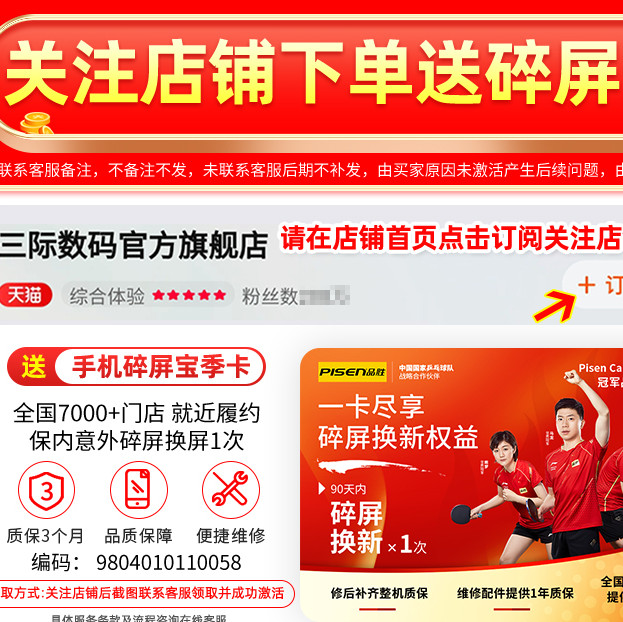 关注店铺下单送碎屏
联系客服备注，不备注不发，未联系客服后期不补发，由买家原因未激活产生后续问题，由
三际数码官方旗舰店
请在店铺首页点击订阅关注店
天猫 综合体验 ★★★★★ 粉丝数
+ 订
送 手机碎屏宝季卡
全国7000+门店 就近履约
保内意外碎屏换屏1次
3
质保3个月 品质保障 便捷维修
编码： 9804010110058
取方式:关注店铺后截图联系客服领取并成功激活
具体服务条款及流程咨询在线客服
PISEN品胜
中国国家乒乓球队
战略合作伙伴
Pisen Ca
冠军
一卡尽享
碎屏换新权益
90天内
碎屏
换新×1次
修后补齐整机质保
维修配件提供1年质保
全国
提